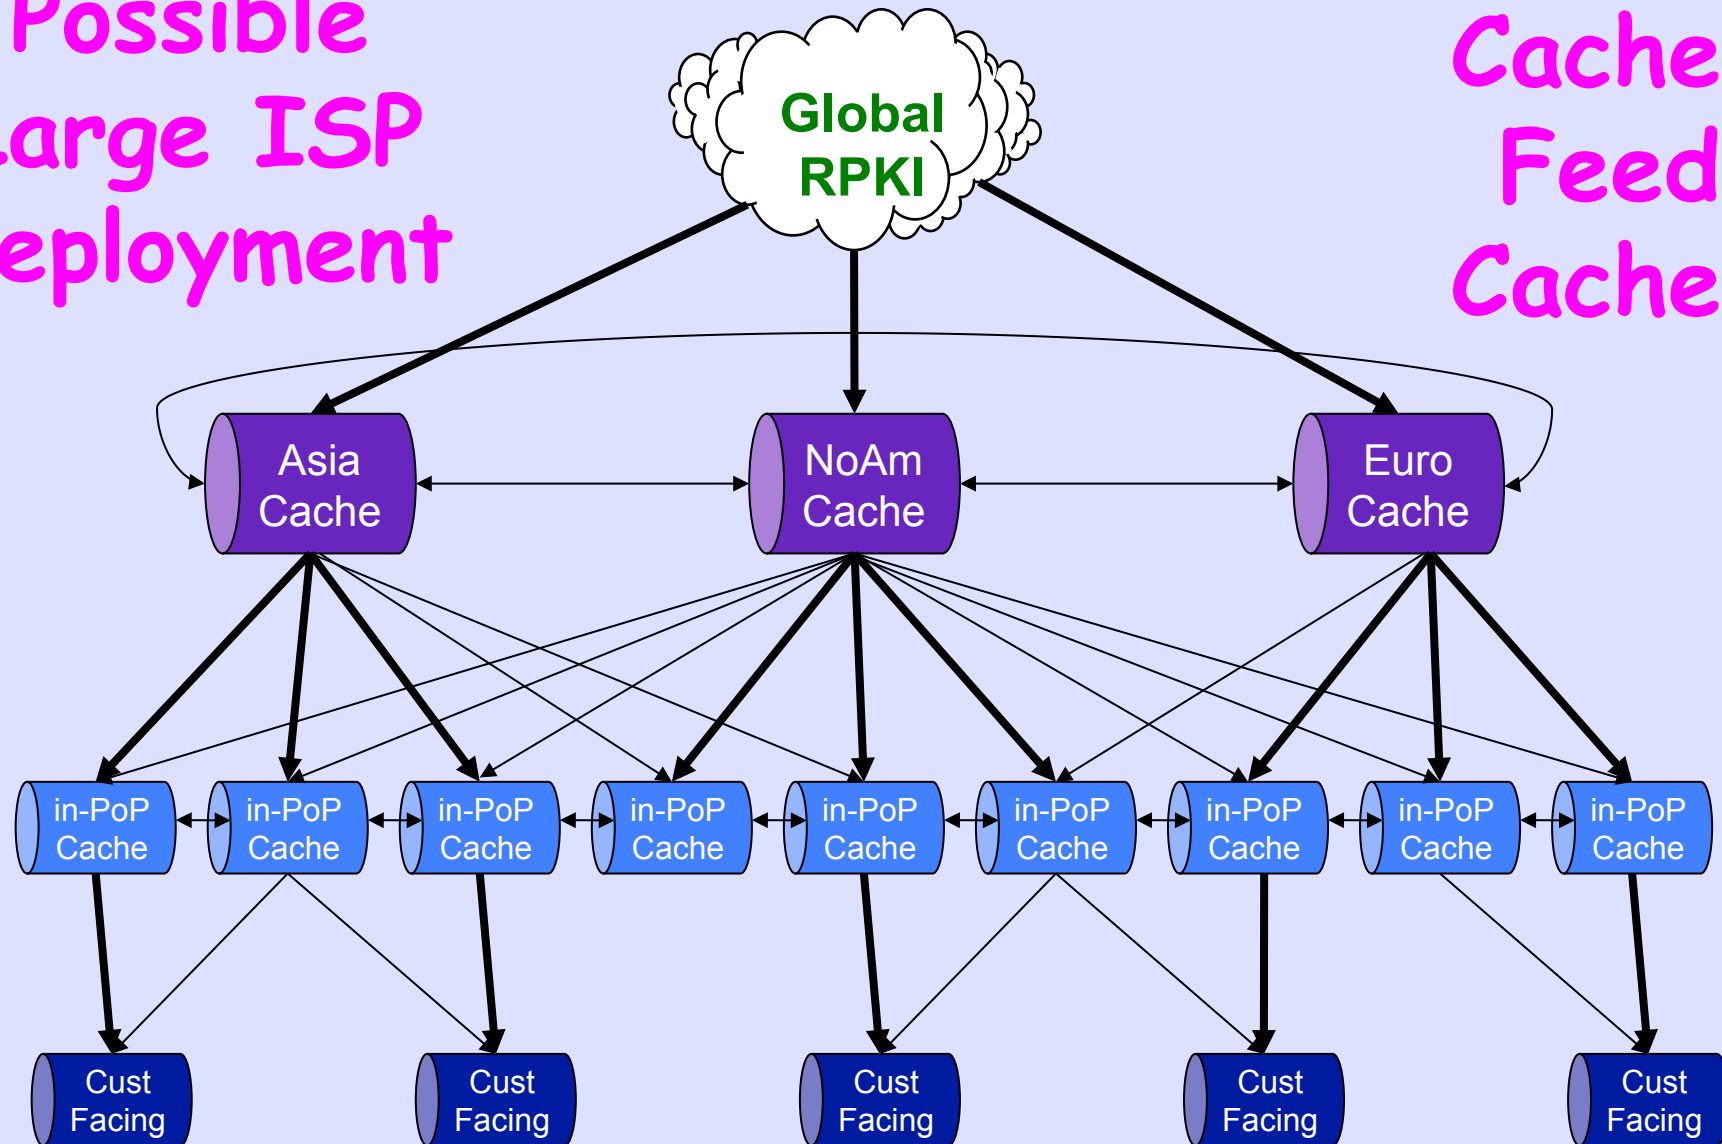 Possible
Large ISP
Deployment
Cache
Feed
Cache
Global
RPKI
Asia
Cache
NoAm
Cache
Euro
Cache
in-PoP
Cache
in-PoP
Cache
in-PoP
Cache
in-PoP
Cache
in-PoP
Cache
in-PoP
Cache
in-PoP
Cache
in-PoP
Cache
in-PoP
Cache
Cust
Facing
Cust
Facing
Cust
Facing
Cust
Facing
Cust
Facing